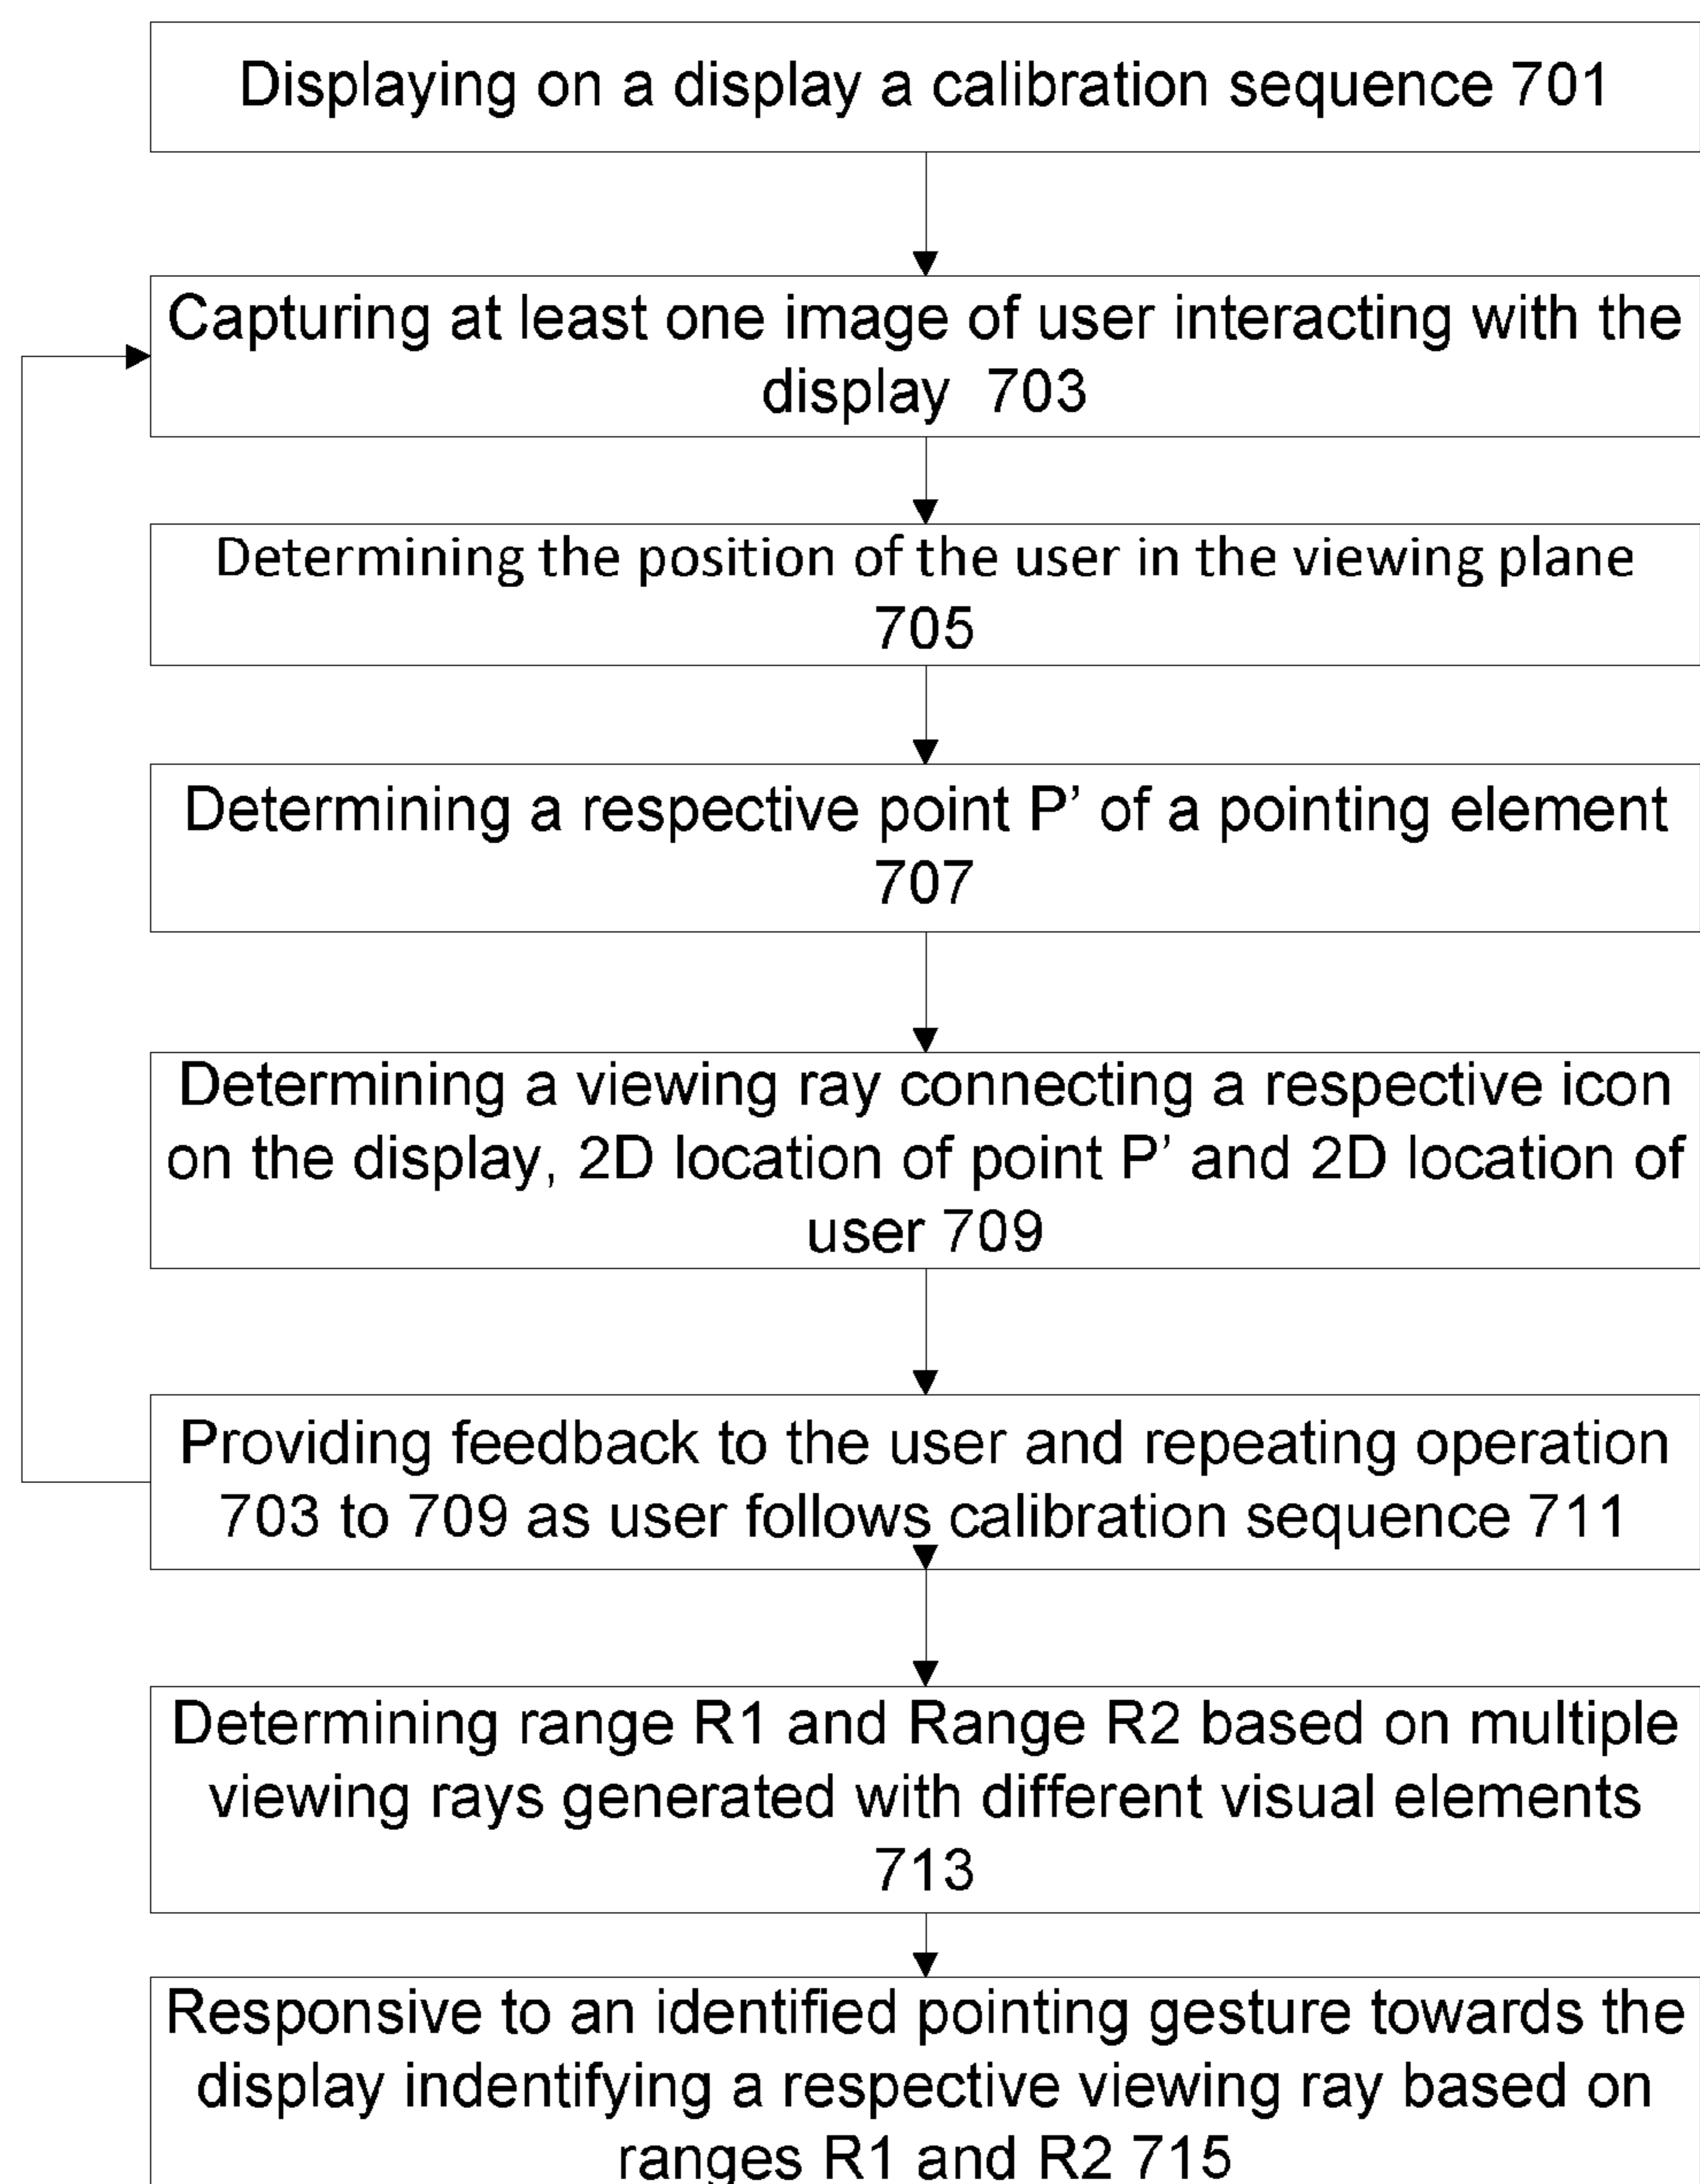 Displaying on a display a calibration sequence 701
Capturing at least one image of user interacting with the
display 703
Determining the position of the user in the viewing plane
705
Determining a respective point P’ of a pointing element
707
Determining a viewing ray connecting a respective icon
on the display, 2D location of point P’ and 2D location of
user 709
Providing feedback to the user and repeating operation
703 to 709 as user follows calibration sequence 711
Determining range R1 and Range R2 based on multiple
viewing rays generated with different visual elements
713
Responsive to an identified pointing gesture towards the
display indentifying a respective viewing ray based on
ranges R1 and R2 715